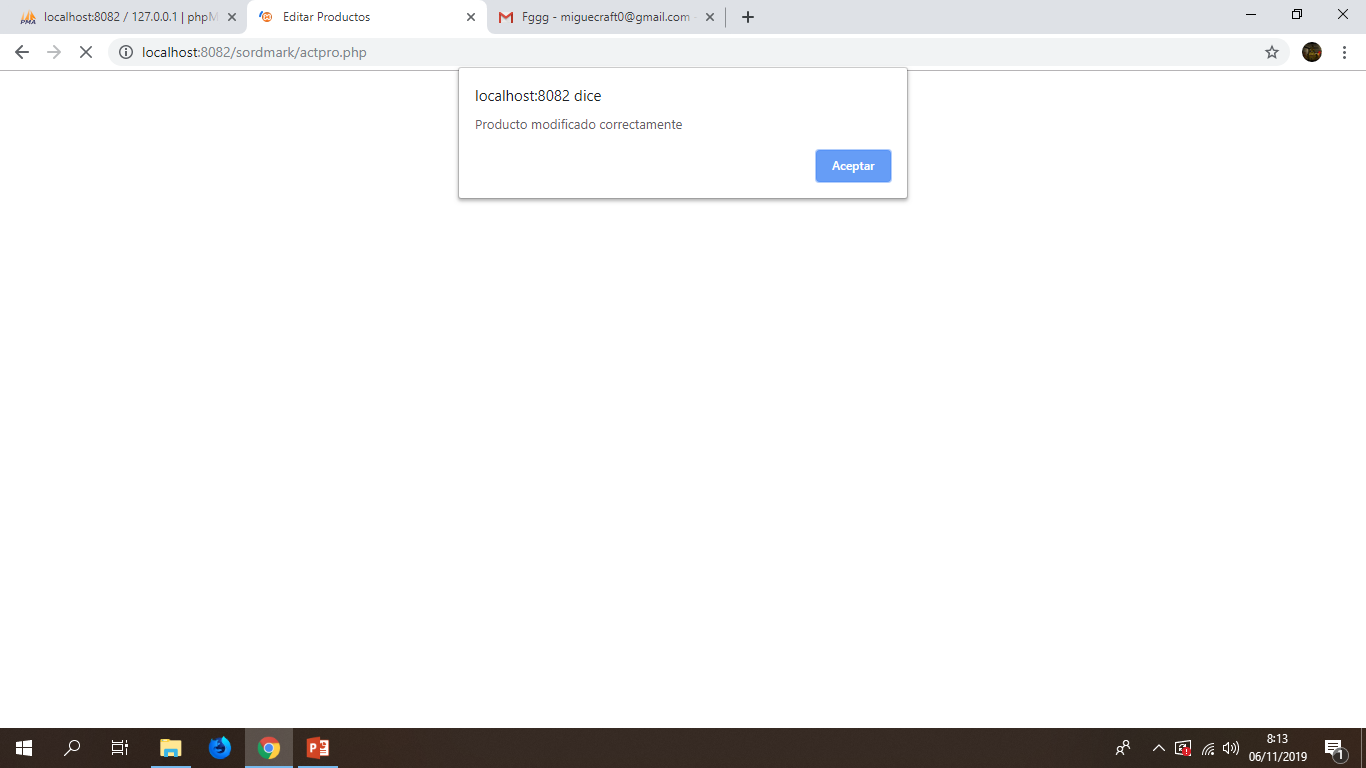 localhost:8082 / 127.0.0.1 | phpM
Editar Productos
Fggg - miguecraft0@gmail.com
localhost:8082/sordmark/actpro.php
localhost:8082 dice
Producto modificado correctamente
Aceptar
8:13
06/11/2019
1